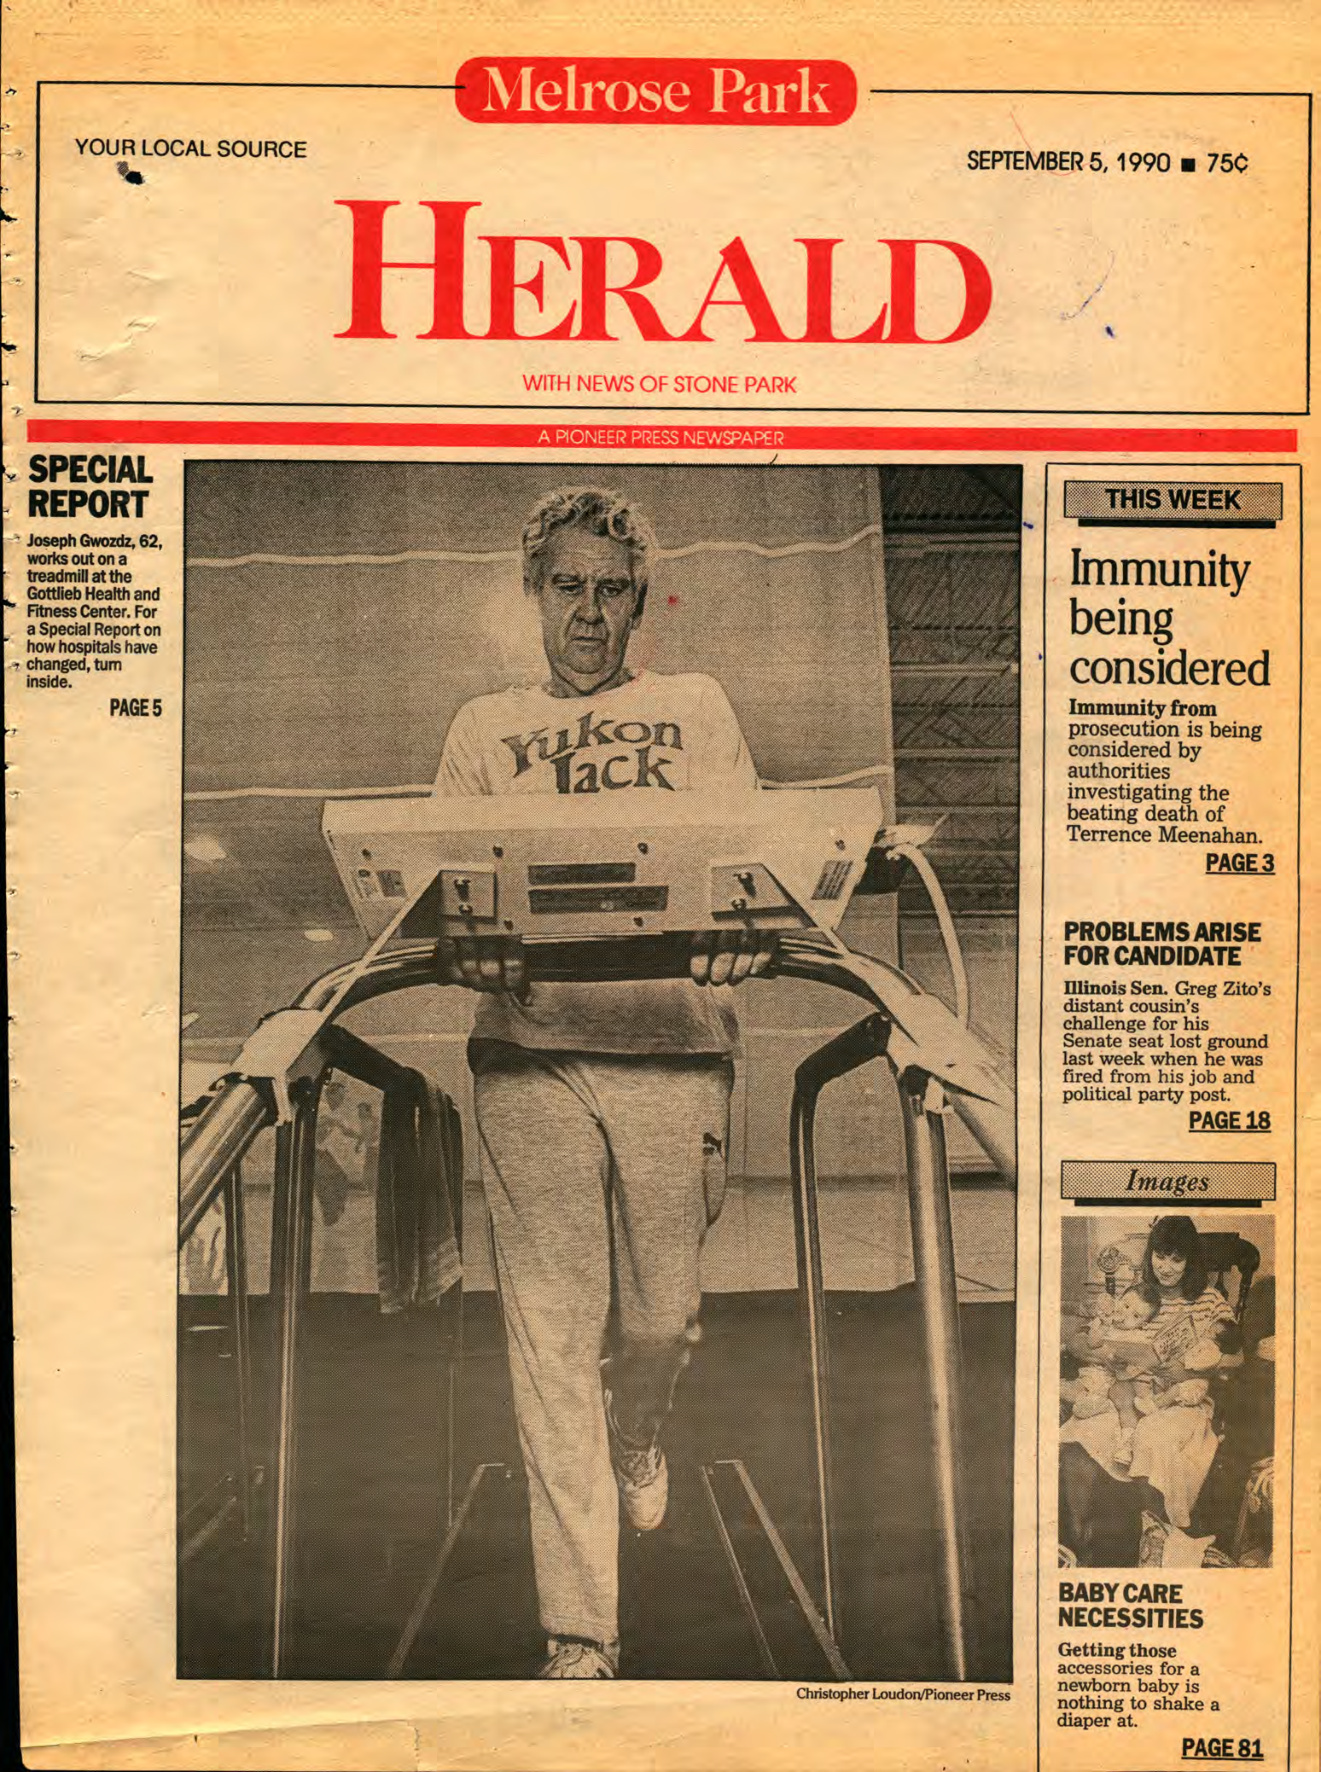 Melrose Park
YOUR LOCAL SOURCE
SEPTEMBER 5, 1990 ■ 75¢
HERALD
WITH NEWS OF STONE PARK
A PIONEER PRESS NEWSPAPER
SPECIAL
REPORT
Joseph Gwozdz, 62,
works out on a
treadmill at the
Gottlieb Health and
Fitness Center. For
a Special Report on
how hospitals have
changed, turn
inside.
PAGE 5
Yukon
Jack
Christopher Loudon/Pioneer Press
THIS WEEK
Immunity
being
considered
Immunity from
prosecution is being
considered by
authorities
investigating the
beating death of
Terrence Meenahan.
PAGE 3
PROBLEMS ARISE
FOR CANDIDATE
Illinois Sen. Greg Zito's
distant cousin's
challenge for his
Senate seat lost ground
last week when he was
fired from his job and
political party post.
PAGE 18
Images
BABY CARE
NECESSITIES
Getting those
accessories for a
newborn baby is
nothing to shake a
diaper at.
PAGE 81